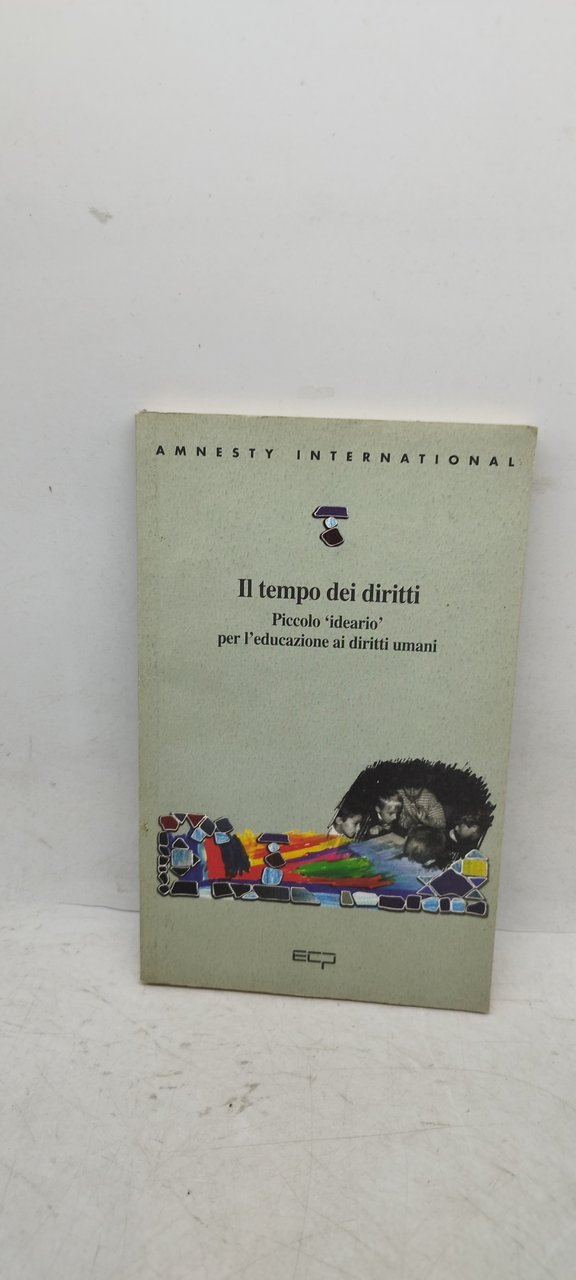 AMNESTY INTERNATIONAL
Il tempo dei diritti
Piccolo ‘ideario’
per l’educazione ai diritti umani
ECP